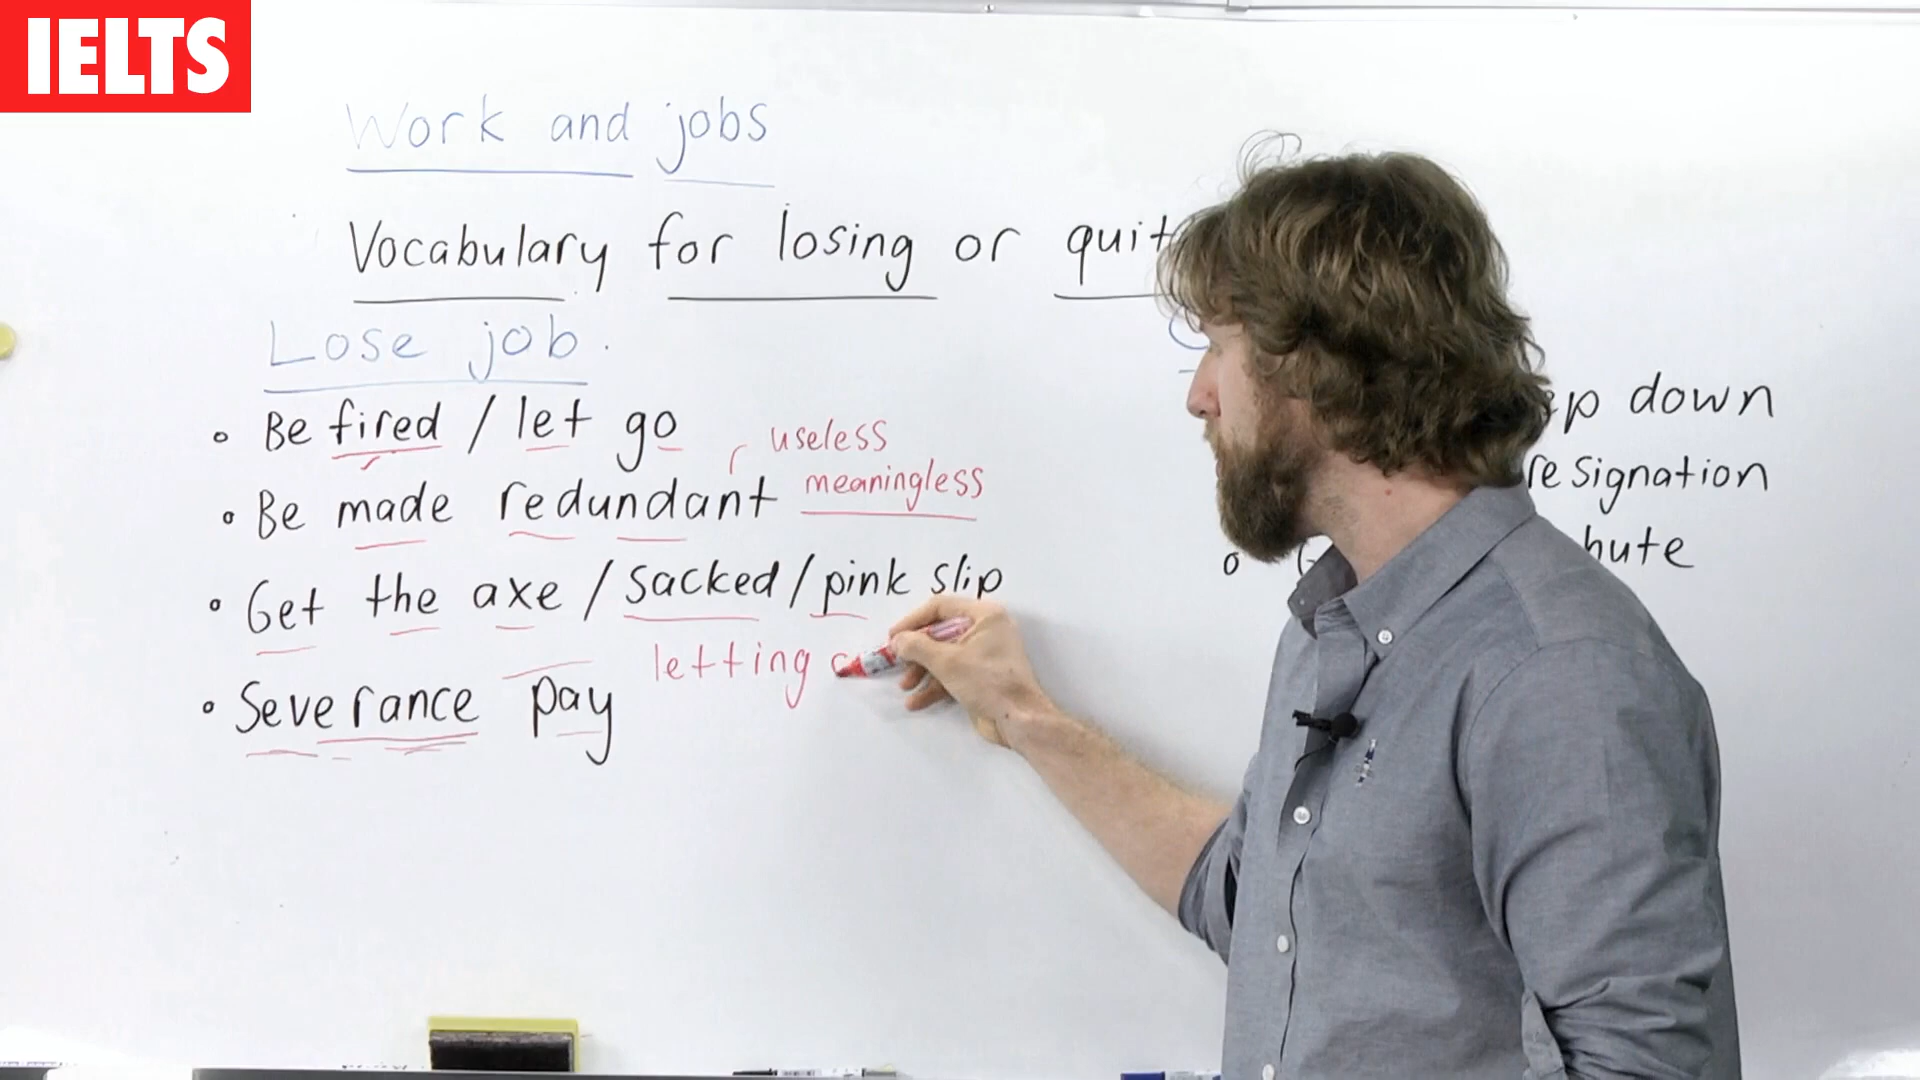 IELTS
Work and jobs
Vocabulary for losing or quit
Lose job.
• Be fired / let go
useless
• Be made redundant meaningless
• Get the axe / sacked / pink slip
letting
• Severance pay
down
resignation